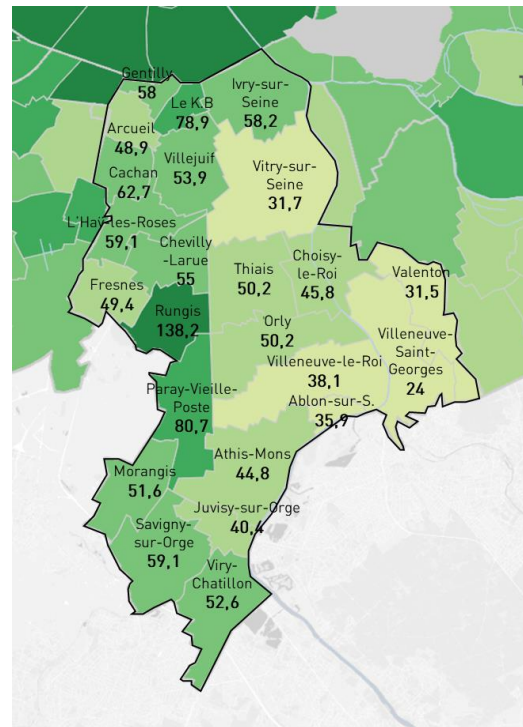 Gentilly
58
Le K.B
78,9
Ivry-sur-
Seine
58,2
Arcueil
48,9
Cachan
62,7
Villejuif
53,9
Vitry-sur-
Seine
31,7
L'Haÿ-les-Roses
59,1
Chevilly
-Larue
55
Fresnes
49,4
Rungis
138,2
Thiais
50,2
Choisy-
le-Roi
45,8
Valenton
31,5
Orly
50,2
Villeneuve-
Saint-
Georges
24
Villeneuve-le-Roi
38,1
Ablon-sur-S.
35,9
Paray-Vieille-
Poste
80,7
Athis-Mons
44,8
Morangis
51,6
Juvisy-sur-Orge
40,4
Savigny-
sur-Orge
59,1
Viry-
Chatillon
52,6